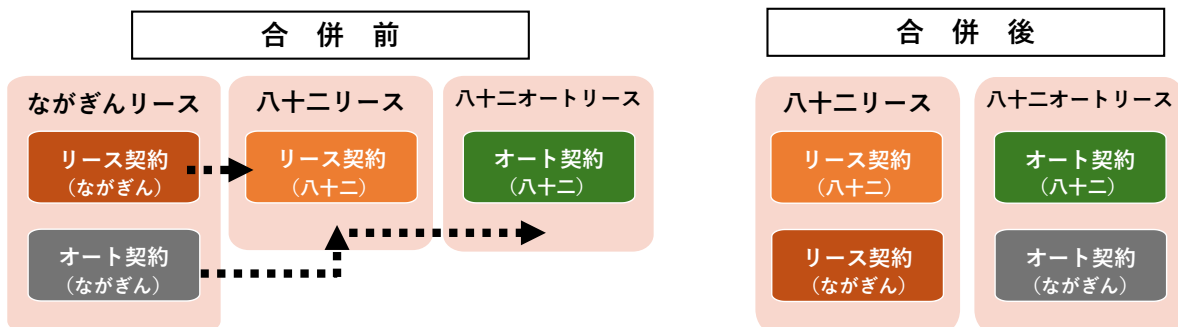 合 併 前
ながぎんリース
リース契約
（ながぎん）
オート契約
（ながぎん）
八十二リース
リース契約
（八十二）
八十二オートリース
オート契約
（八十二）
合 併 後
八十二リース
リース契約
（八十二）
リース契約
（ながぎん）
八十二オートリース
オート契約
（八十二）
オート契約
（ながぎん）